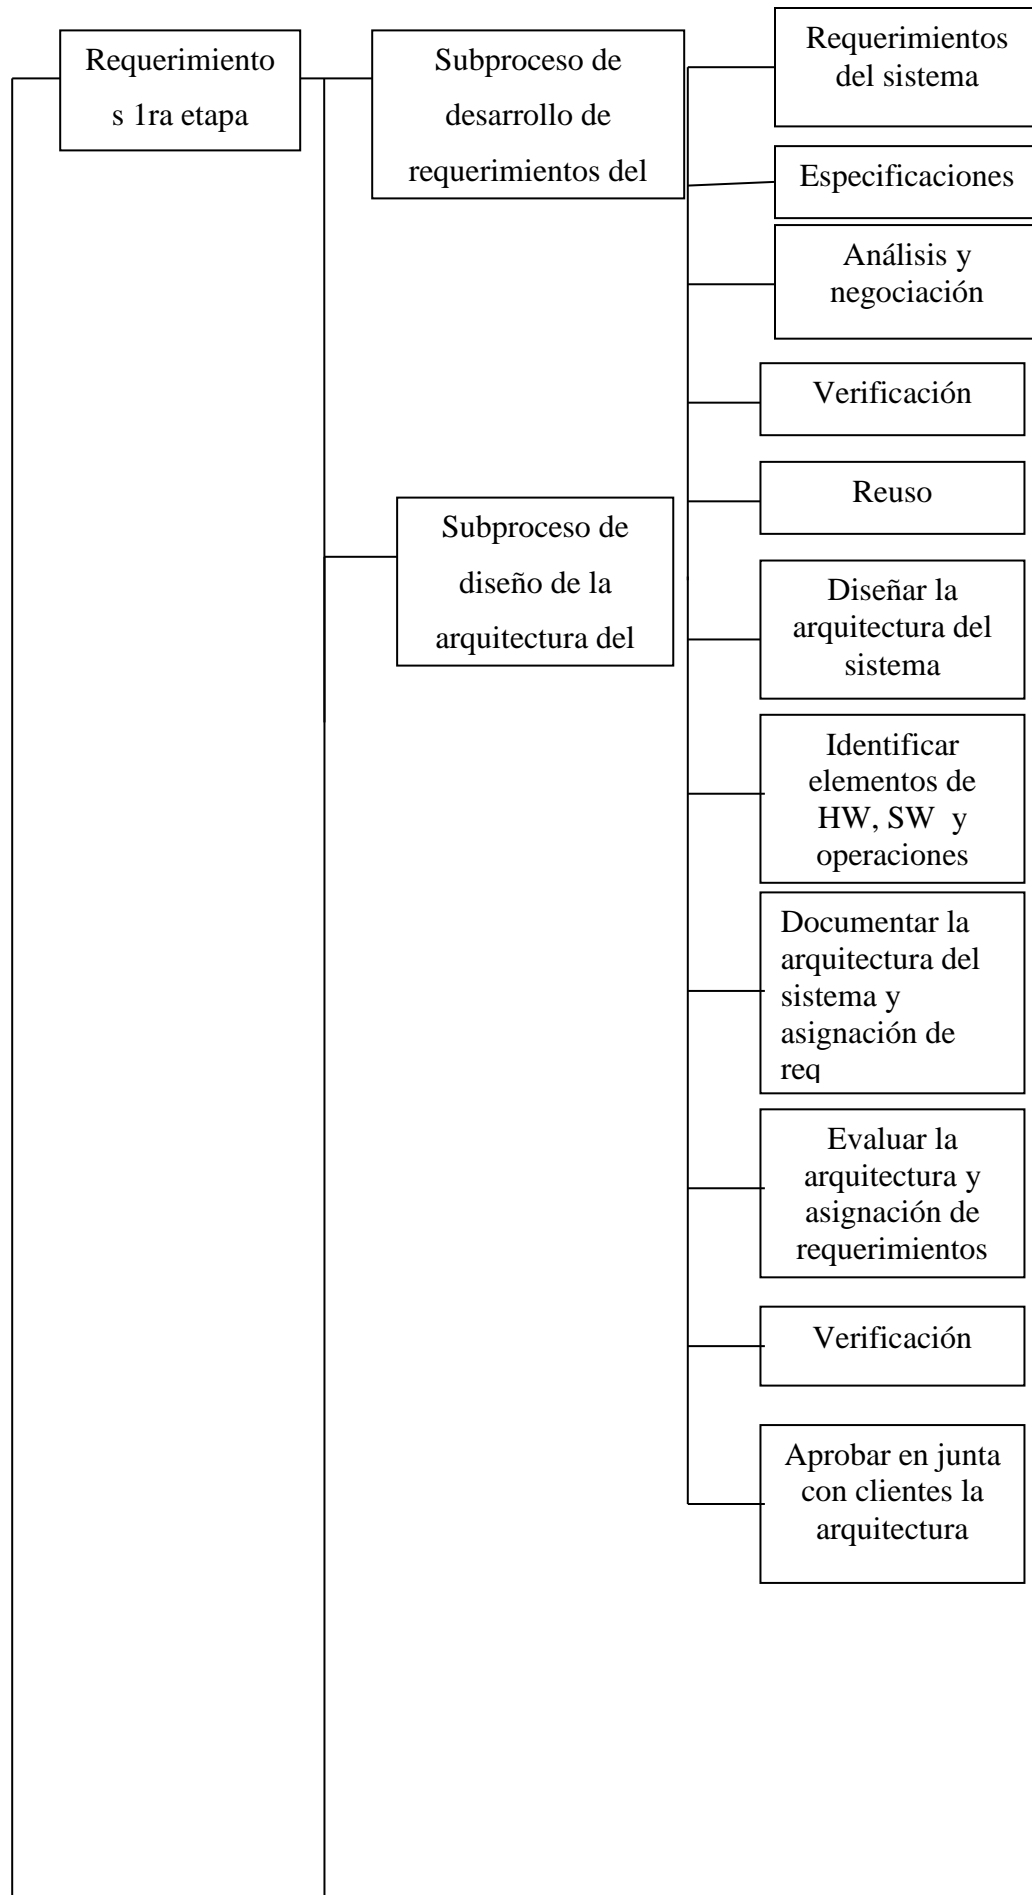 Requerimiento
s 1ra etapa
Subproceso de
desarrollo de
requerimientos del
Requerimientos
del sistema
Especificaciones
Análisis y
negociación
Verificación
Reuso
Subproceso de
diseño de la
arquitectura del
Diseñar la
arquitectura del
sistema
Identificar
elementos de
HW, SW y
operaciones
Documentar la
arquitectura del
sistema y
asignación de
req
Evaluar la
arquitectura y
asignación de
requerimientos
Verificación
Aprobar en junta
con clientes la
arquitectura